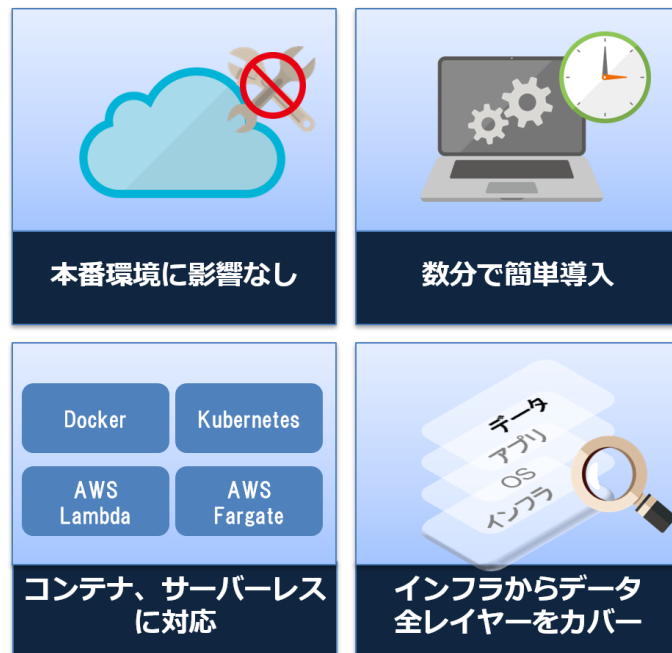 本番環境に影響なし
数分で簡単導入
Docker
Kubernetes
AWS
Lambda
AWS
Fargate
コンテナ、サーバーレス
に対応
データ
アプリ
OS
インフラ
インフラからデータ
全レイヤーをカバー